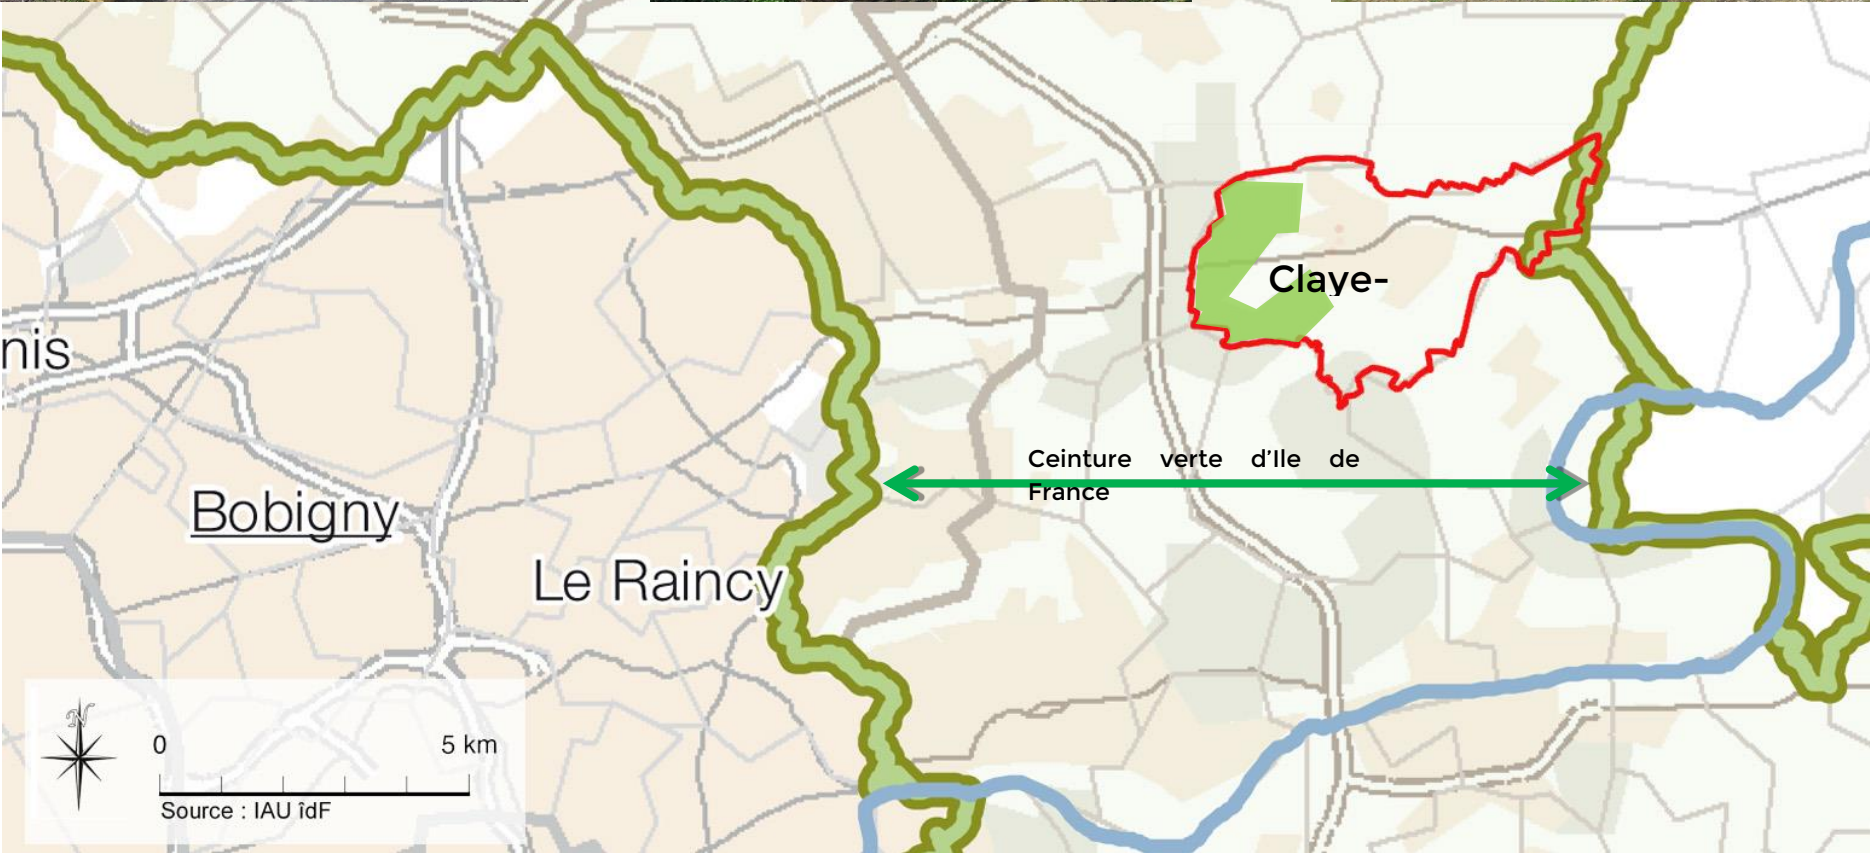 Claye-
nis
Ceinture verte d'Ile de
France
Bobigny
Le Raincy
N
0 5 km
Source : IAU îdF